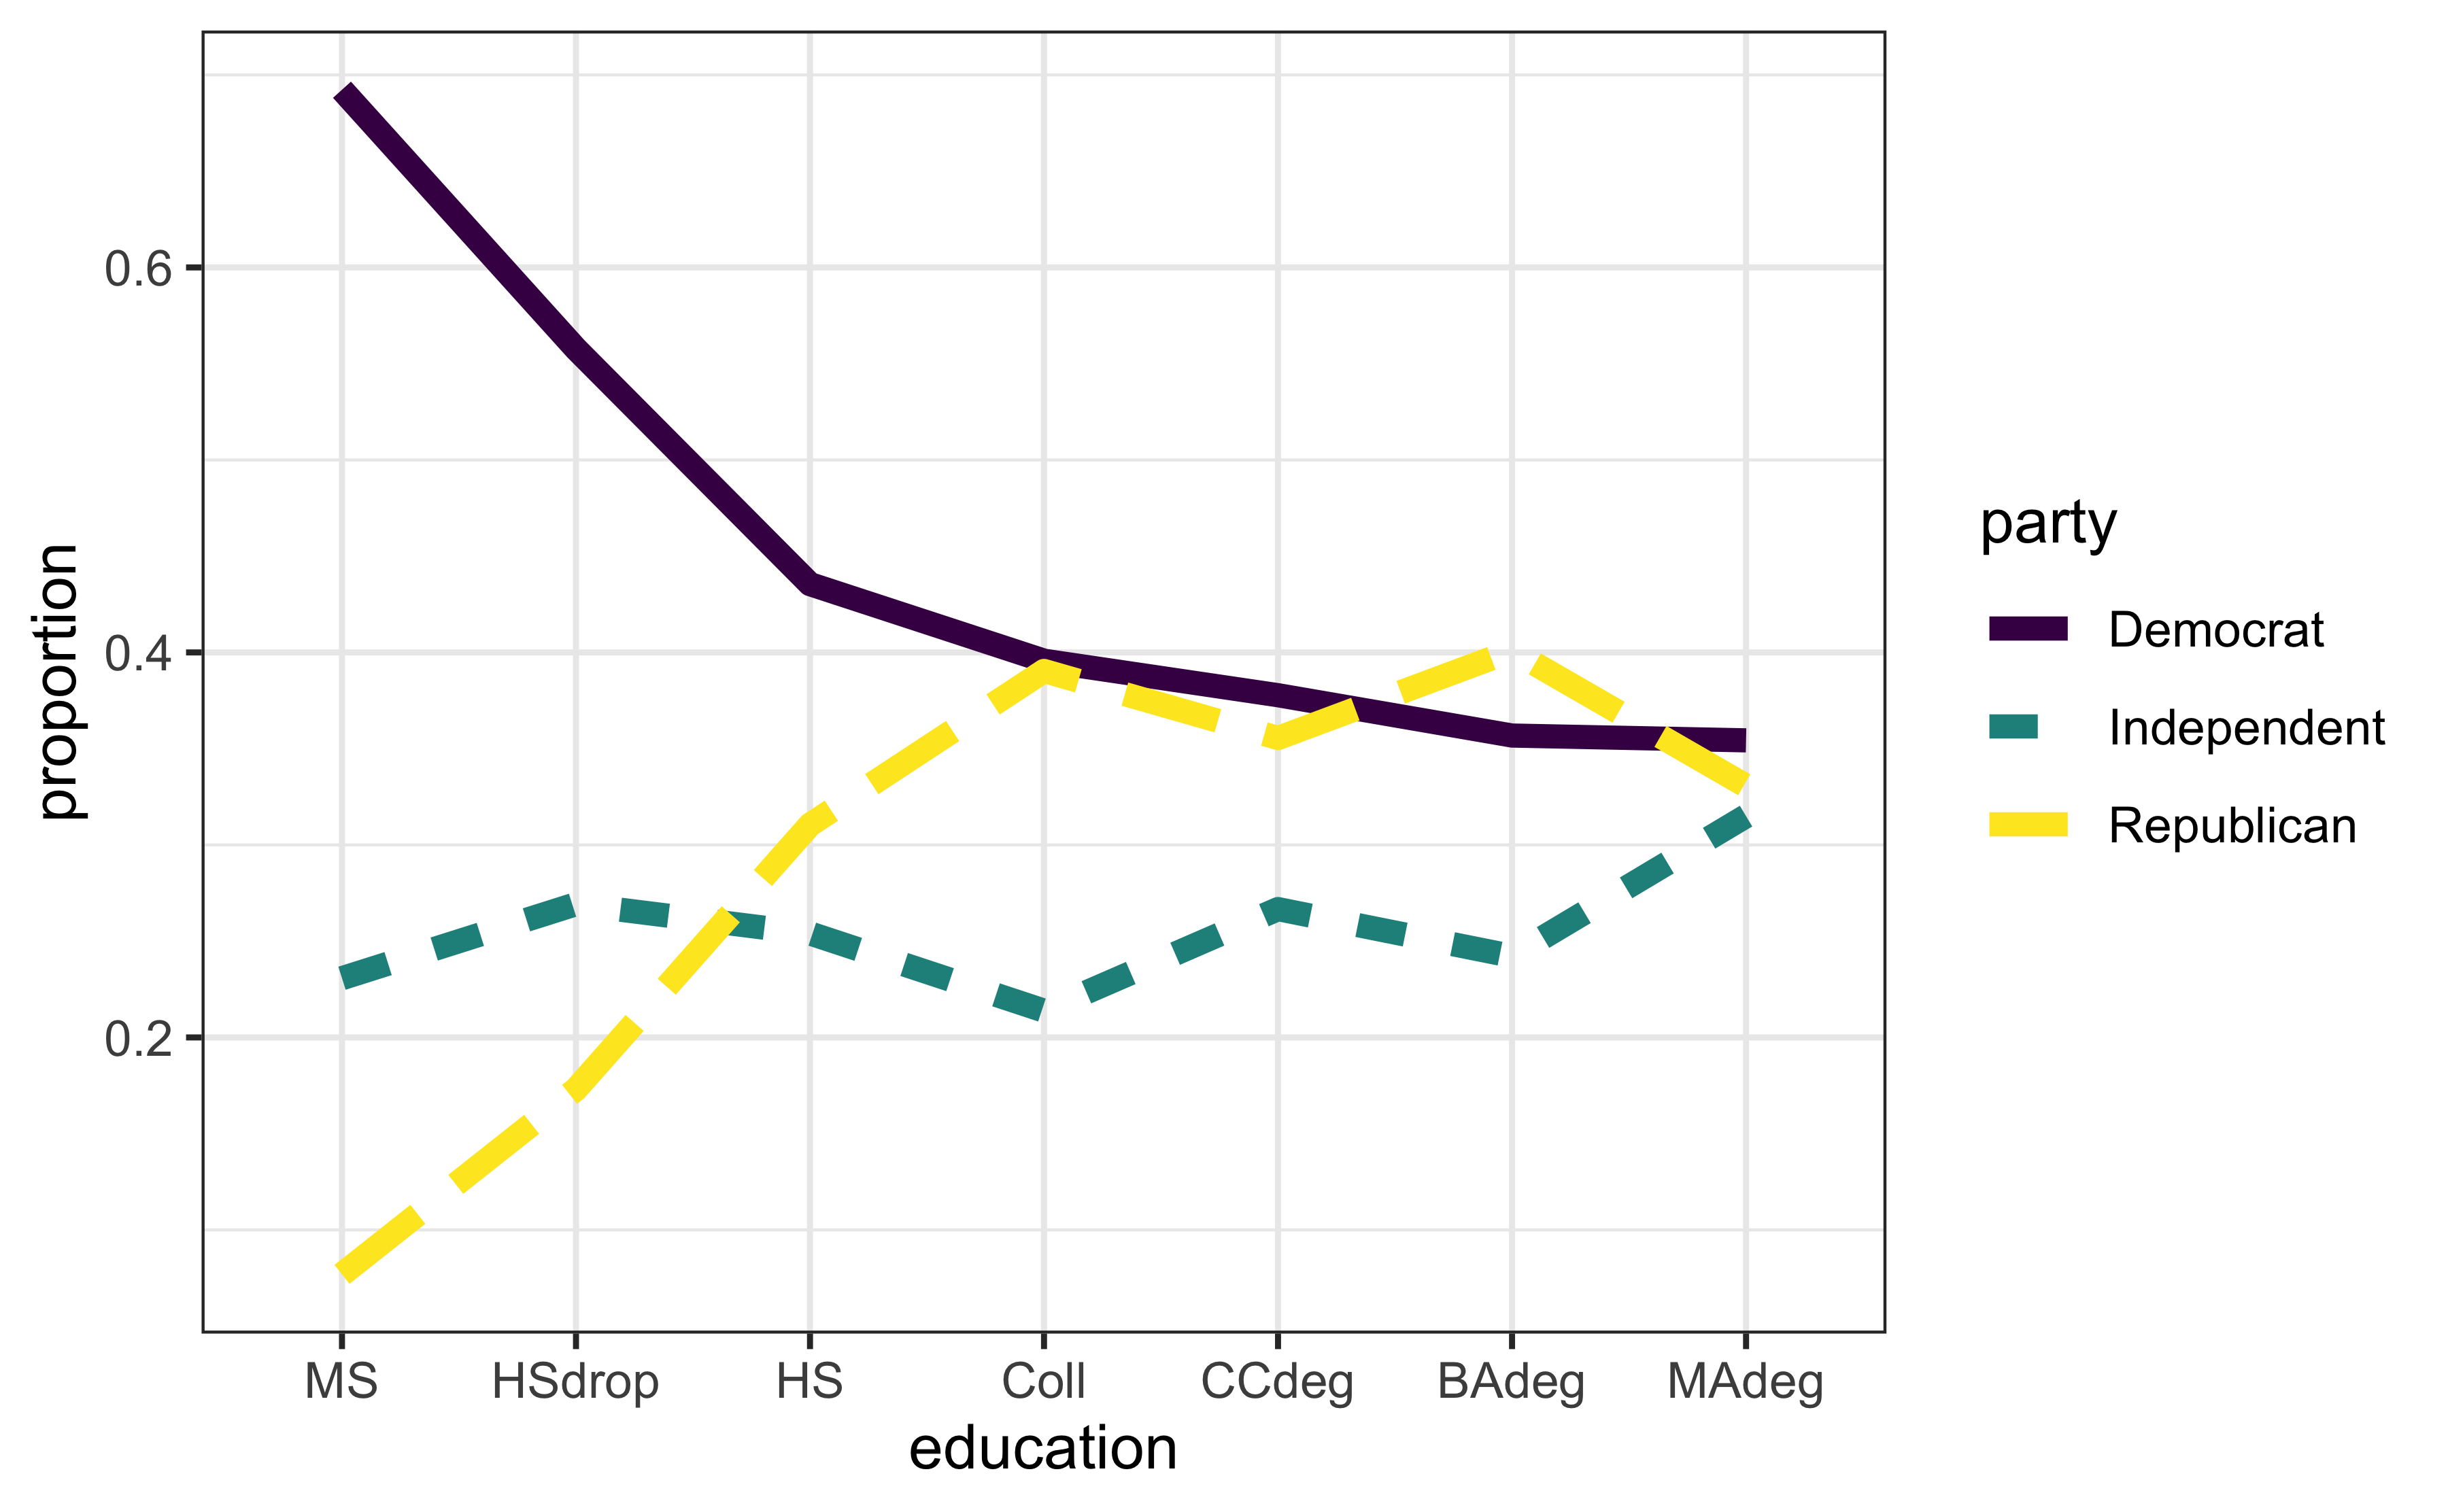 proportion
0.6
0.4
0.2
MS HSdrop HS Coll CCdeg BAdeg MAdeg
education
party
Democrat
Independent
Republican